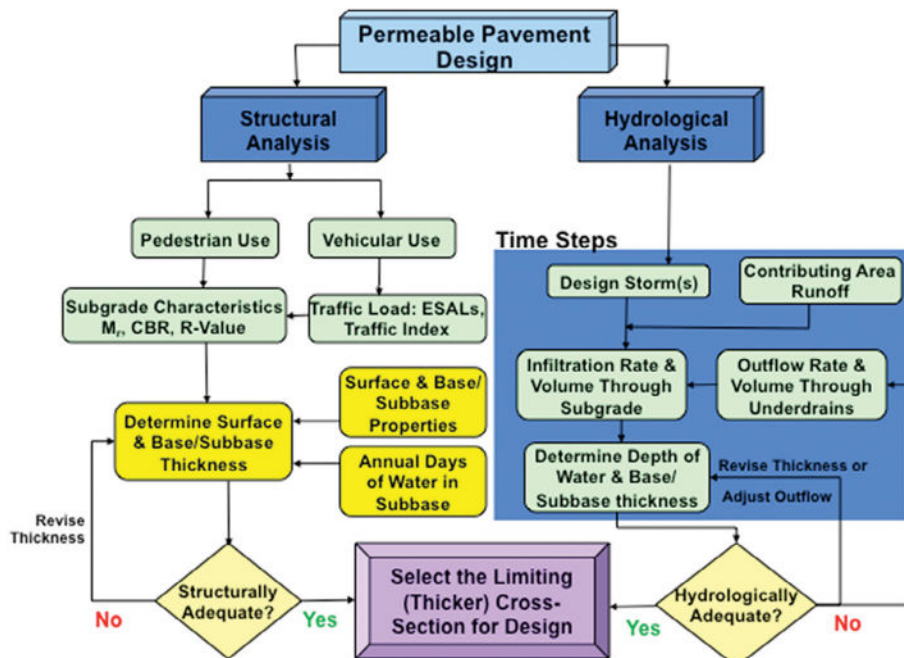 Permeable Pavement
Design
Structural
Analysis
Hydrological
Analysis
Pedestrian Use
Vehicular Use
Time Steps
Design Storm(s)
Contributing Area
Runoff
Subgrade Characteristics
Mr, CBR, R-Value
Traffic Load: ESALs,
Traffic Index
Infiltration Rate &
Volume Through
Subgrade
Outflow Rate &
Volume Through
Underdrains
Surface & Base/
Subbase
Properties
Determine Surface
& Base/Subbase
Thickness
Annual Days
of Water in
Subbase
Determine Depth of
Water & Base/
Subbase thickness
Revise Thickness or
Adjust Outflow
Revise
Thickness
Structurally
Adequate?
No
Yes
Select the Limiting
(Thicker) Cross-
Section for Design
Hydrologically
Adequate?
Yes
No